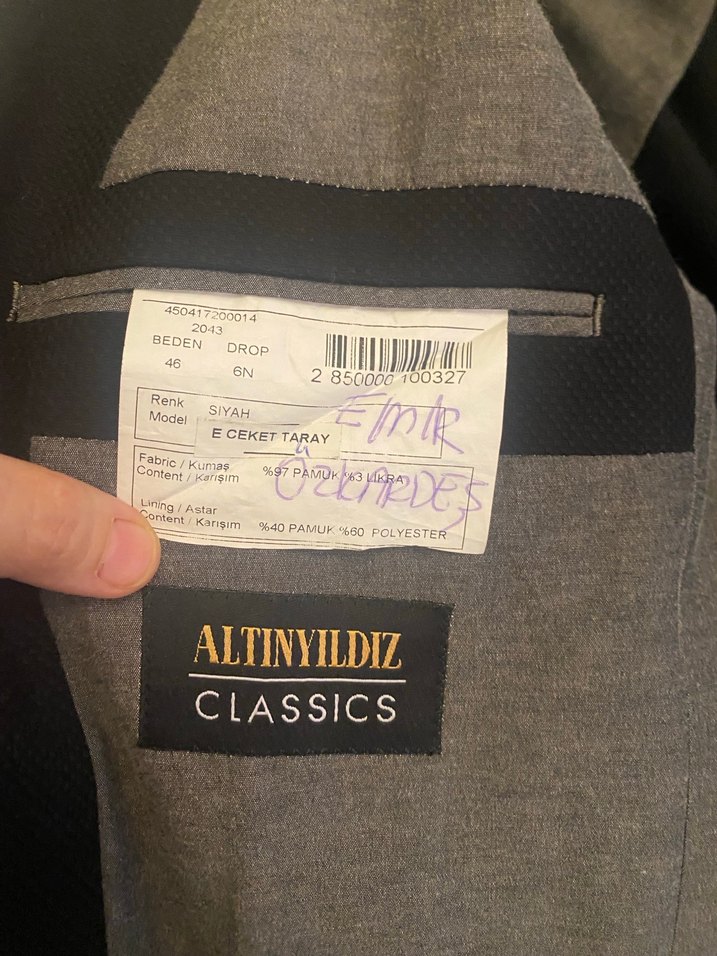 450417200014
2043
BEDEN DROP
46 6N
2 850000 100327
Renk SIYAH
Model E CEKET TARAY
EMİR
ÖZKARDEŞ
Fabric / Kumaş
Content / Karışım %97 PAMUK %3 LIKRA
Lining / Astar
Content / Karışım %40 PAMUK %60 POLYESTER
ALTINYILDIZ
CLASSICS